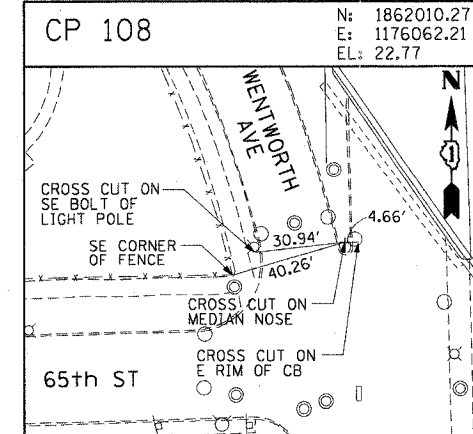 CP 108
N: 1862010.27
E: 1176062.21
EL: 22.77
N
1
WENTWORTH
AVE
4.66'
CROSS CUT ON
SE BOLT OF
LIGHT POLE
30.94'
SE CORNER
OF FENCE
40.26'
CROSS CUT ON
MEDIAN NOSE
CROSS CUT ON
E RIM OF CB
65th ST